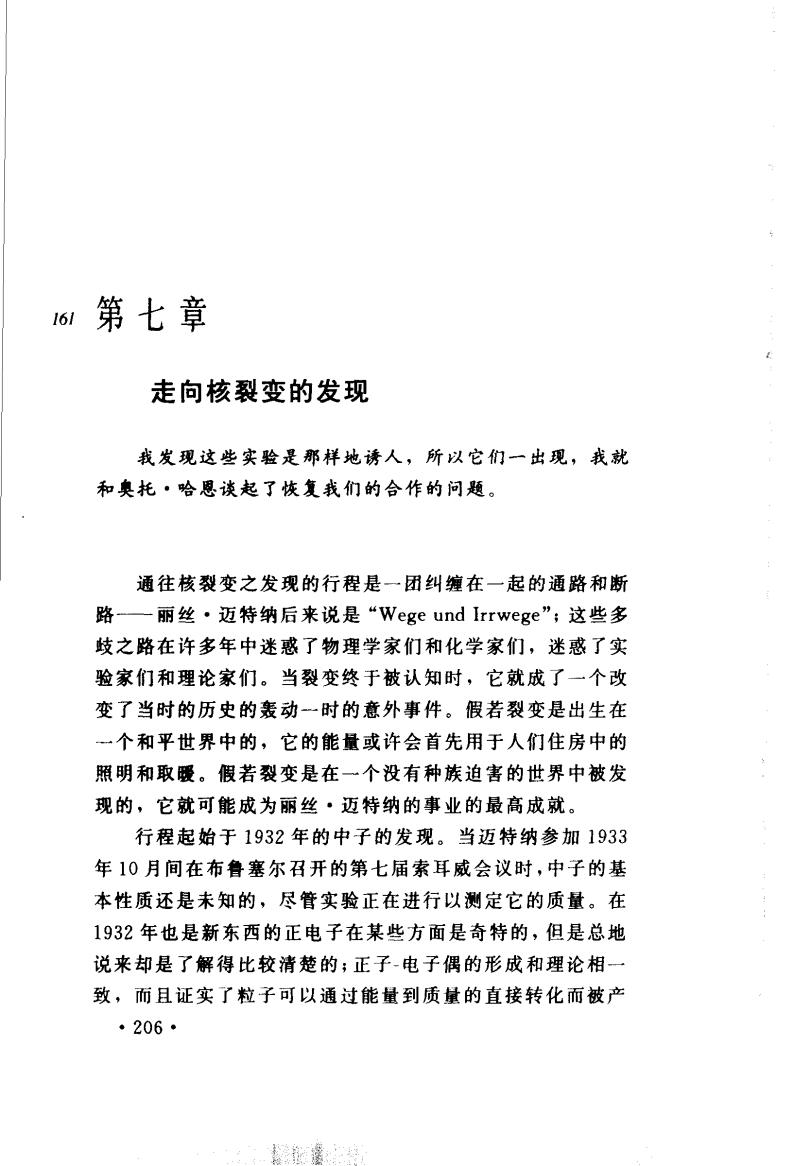 161 第七章
走向核裂变的发现
我发现这些实验是那样地诱人，所以它们一出现，我就
和奥托·哈恩谈起了恢复我们的合作的问题。
通往核裂变之发现的行程是一团纠缠在一起的通路和断
路——丽丝·迈特纳后来说是“Wege und Irrwege”；这些多
歧之路在许多年中迷惑了物理学家们和化学家们，迷惑了实
验家们和理论家们。当裂变终于被认知时，它就成了一个改
变了当时的历史的轰动一时的意外事件。假若裂变是出生在
一个和平世界中的，它的能量或许会首先用于人们住房中的
照明和取暖。假若裂变是在一个没有种族迫害的世界中被发
现的，它就可能成为丽丝·迈特纳的事业的最高成就。
行程起始于 1932 年的中子的发现。当迈特纳参加 1933
年 10 月间在布鲁塞尔召开的第七届索耳威会议时，中子的基
本性质还是未知的，尽管实验正在进行以测定它的质量。在
1932 年也是新东西的正电子在某些方面是奇特的，但是总地
说来却是了解得比较清楚的；正子-电子偶的形成和理论相一
致，而且证实了粒子可以通过能量到质量的直接转化而被产
·206·